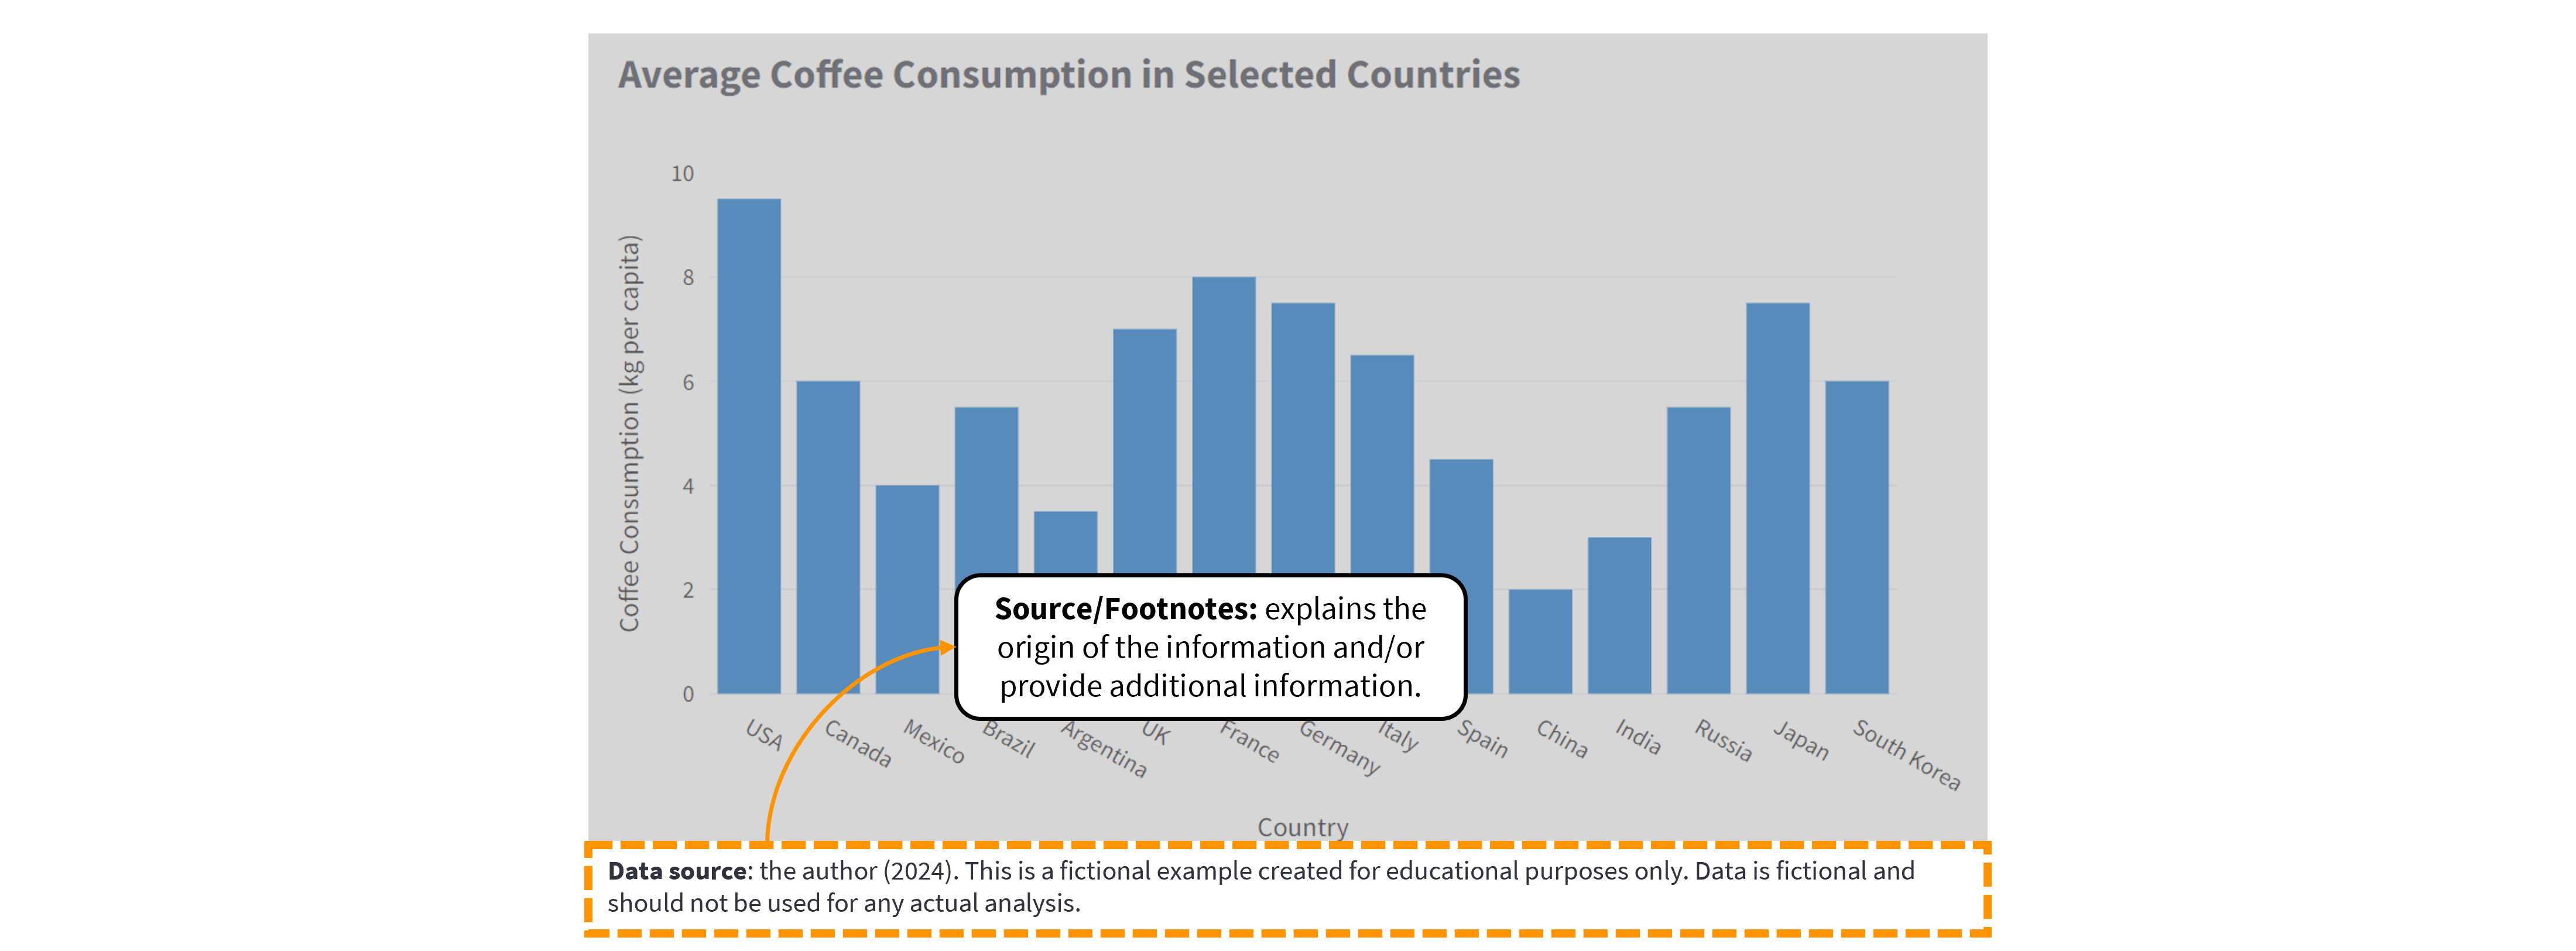 Average Coffee Consumption in Selected Countries
Coffee Consumption (kg per capita)
10
8
6
4
2
0
Source/Footnotes: explains the
origin of the information and/or
provide additional information.
USA
Canada
Mexico
Brazil
Argentina
UK
France
Germany
Italy
Spain
China
India
Russia
Japan
South Korea
Country
Data source: the author (2024). This is a fictional example created for educational purposes only. Data is fictional and
should not be used for any actual analysis.